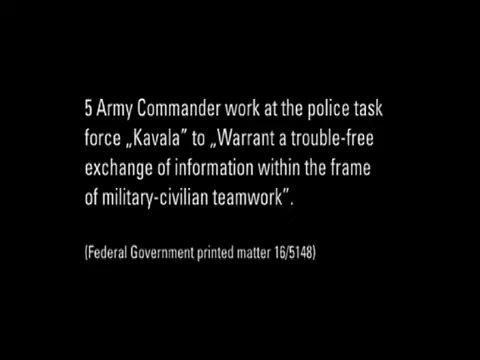 5 Army Commander work at the police task
force „Kavala” to „Warrant a trouble-free
exchange of information within the frame
of military-civilian teamwork”.
(Federal Government printed matter 16/5148)